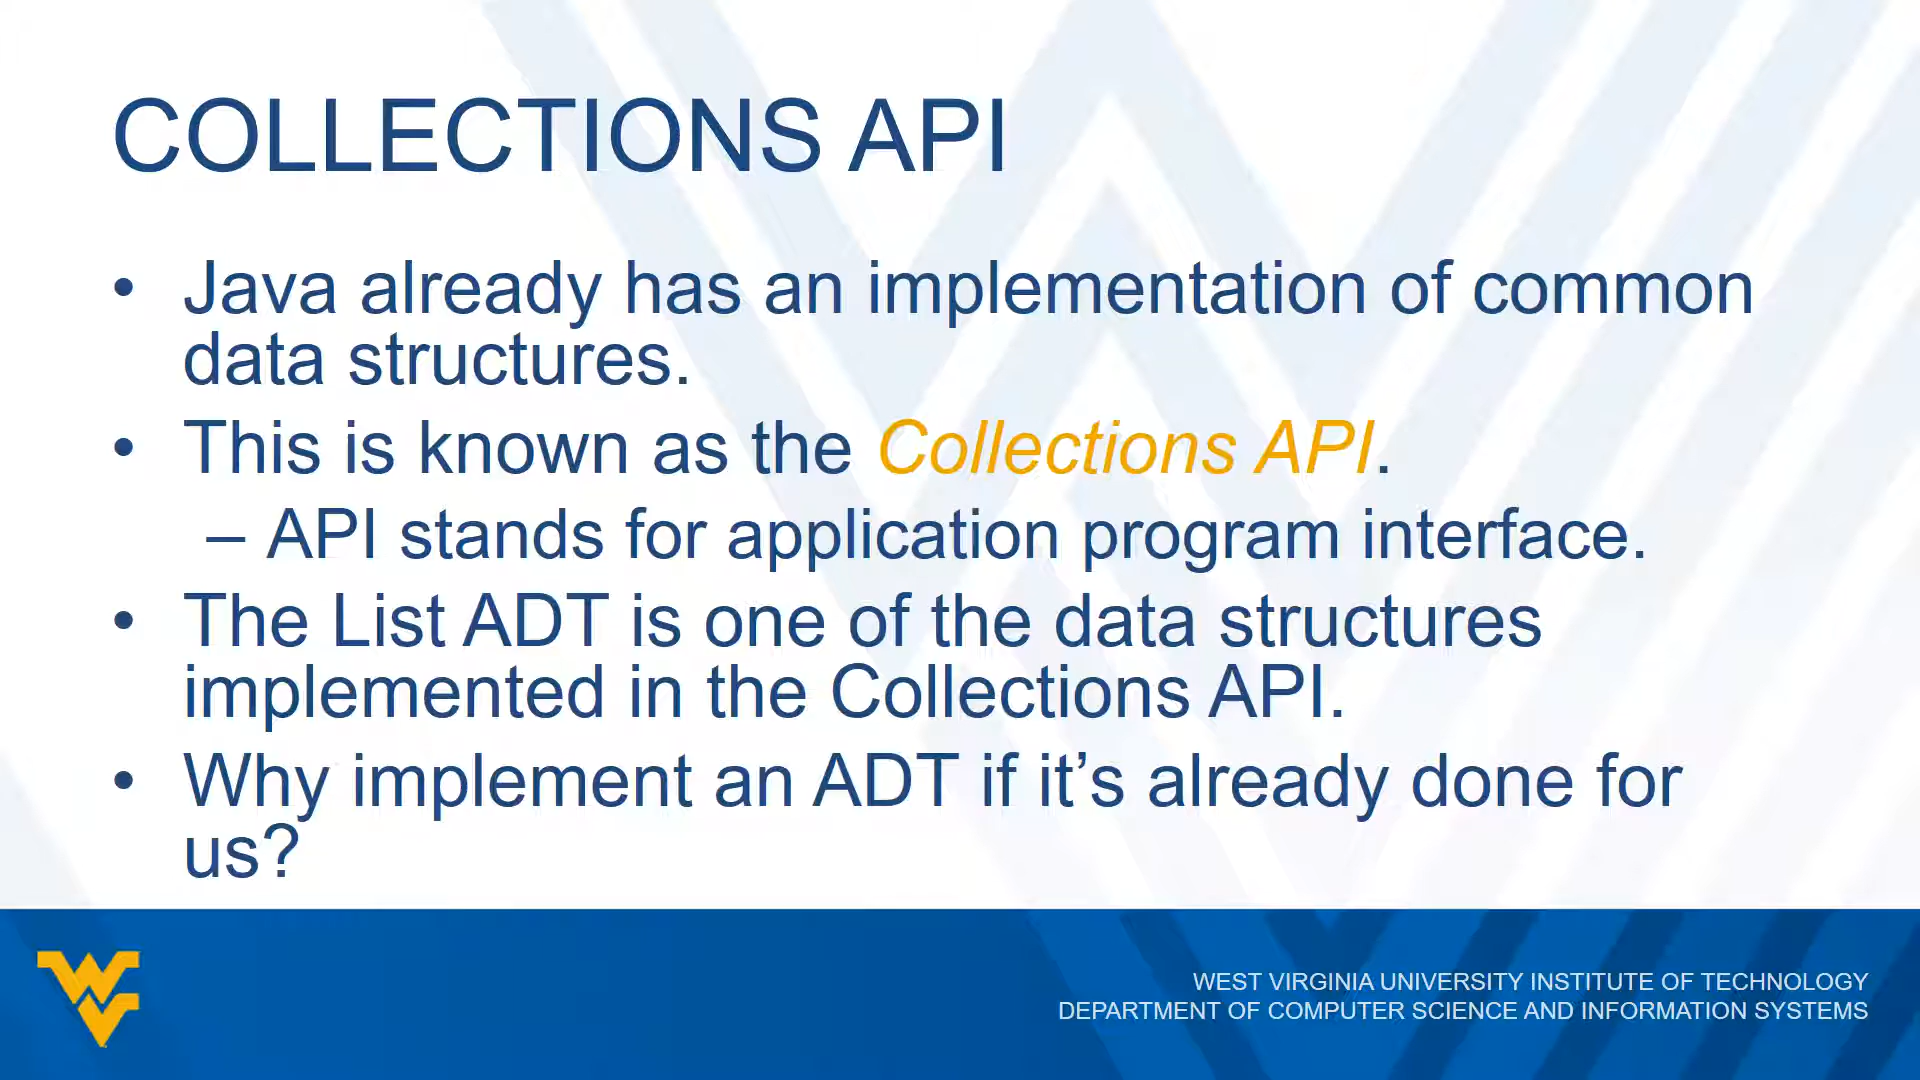 COLLECTIONS API
• Java already has an implementation of common
data structures.
• This is known as the Collections API.
– API stands for application program interface.
• The List ADT is one of the data structures
implemented in the Collections API.
• Why implement an ADT if it’s already done for
us?
WEST VIRGINIA UNIVERSITY INSTITUTE OF TECHNOLOGY
DEPARTMENT OF COMPUTER SCIENCE AND INFORMATION SYSTEMS